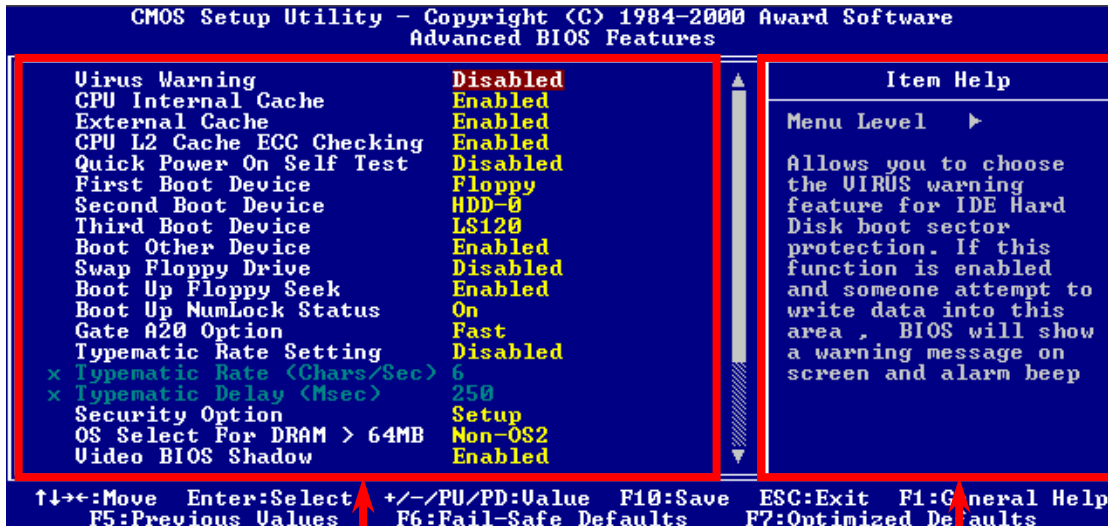 CMOS Setup Utility - Copyright (C) 1984-2000 Award Software
Advanced BIOS Features
Virus Warning Disabled
CPU Internal Cache Enabled
External Cache Enabled
CPU L2 Cache ECC Checking Enabled
Quick Power On Self Test Disabled
First Boot Device Floppy
Second Boot Device HDD-0
Third Boot Device LS120
Boot Other Device Enabled
Swap Floppy Drive Disabled
Boot Up Floppy Seek Enabled
Boot Up NumLock Status On
Gate A20 Option Fast
Typematic Rate Setting Disabled
x Typematic Rate (Chars/Sec) 6
x Typematic Delay (Msec) 250
Security Option Setup
OS Select For DRAM > 64MB Non-OS2
Video BIOS Shadow Enabled
Item Help
Menu Level ▶
Allows you to choose
the VIRUS warning
feature for IDE Hard
Disk boot sector
protection. If this
function is enabled
and someone attempt to
write data into this
area , BIOS will show
a warning message on
screen and alarm beep
↑↓→←:Move Enter:Select +/-/PU/PD:Value F10:Save ESC:Exit F1:General Help
F5:Previous Values F6:Fail-Safe Defaults F7:Optimized Defaults